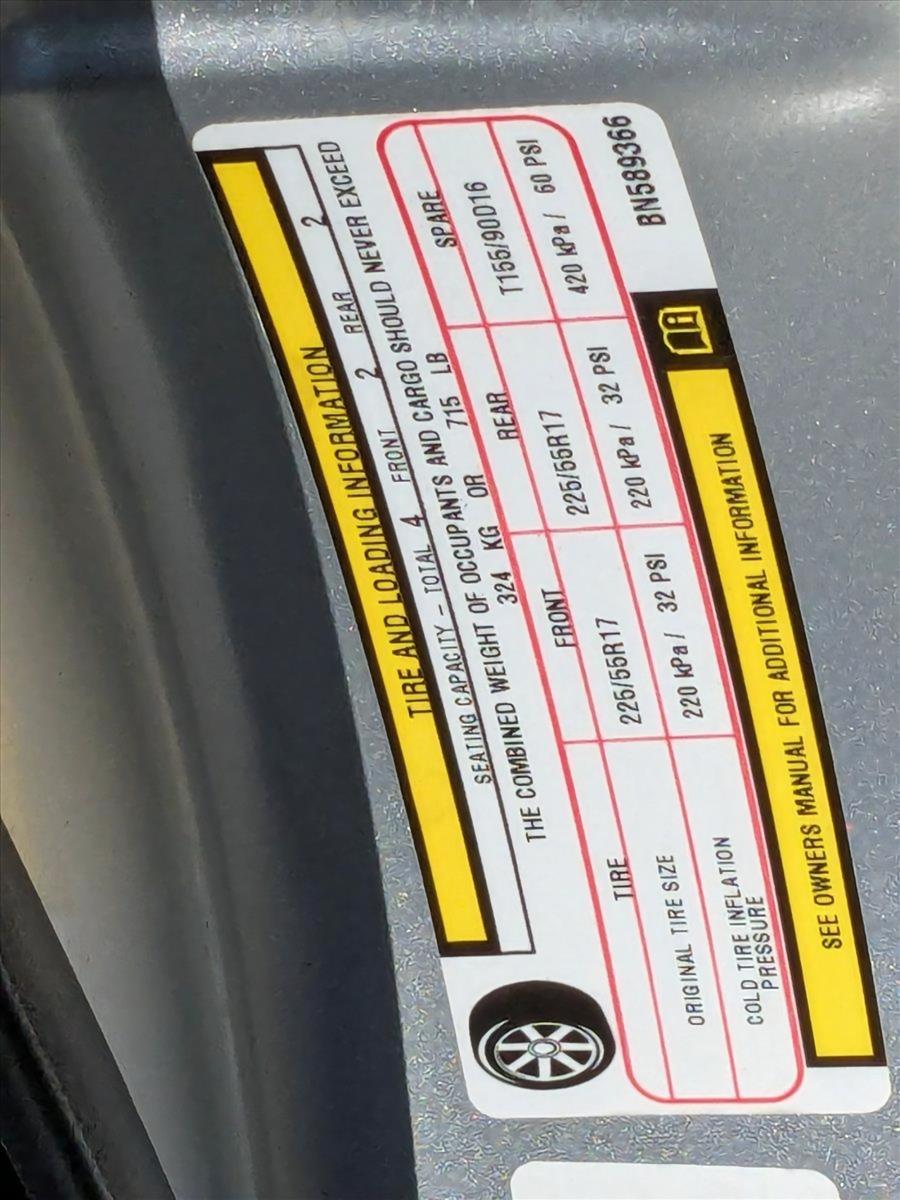 TIRE AND LOADING INFORMATION
SEATING CAPACITY – TOTAL 4 FRONT 2 REAR 2
THE COMBINED WEIGHT OF OCCUPANTS AND CARGO SHOULD NEVER EXCEED
324 KG OR 715 LB
TIRE FRONT REAR SPARE
ORIGINAL TIRE SIZE 225/55R17 225/55R17 T155/90D16
COLD TIRE INFLATION PRESSURE 220 kPa / 32 PSI 220 kPa / 32 PSI 420 kPa / 60 PSI
SEE OWNERS MANUAL FOR ADDITIONAL INFORMATION
BN589366